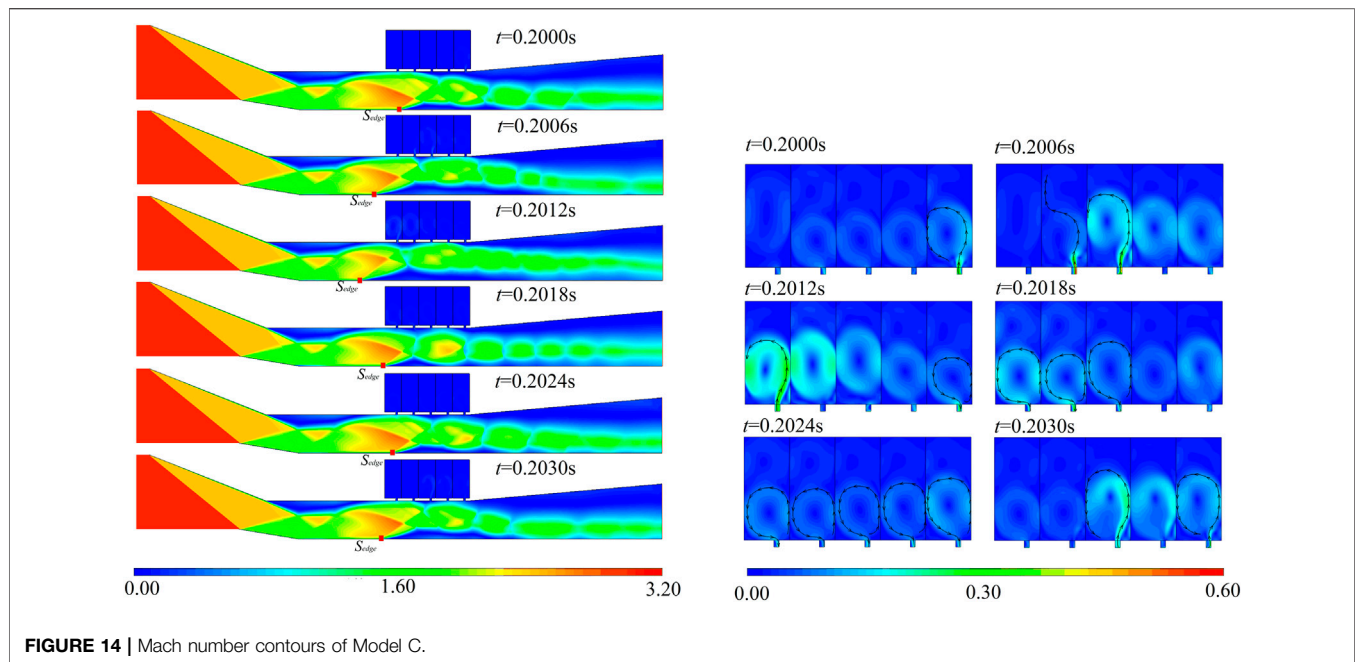 t=0.2000s
Sedge
t=0.2006s
Sedge
t=0.2012s
Sedge
t=0.2018s
Sedge
t=0.2024s
Sedge
t=0.2030s
Sedge
0.00 1.60 3.20
t=0.2000s t=0.2006s
t=0.2012s t=0.2018s
t=0.2024s t=0.2030s
0.00 0.30 0.60
FIGURE 14 | Mach number contours of Model C.